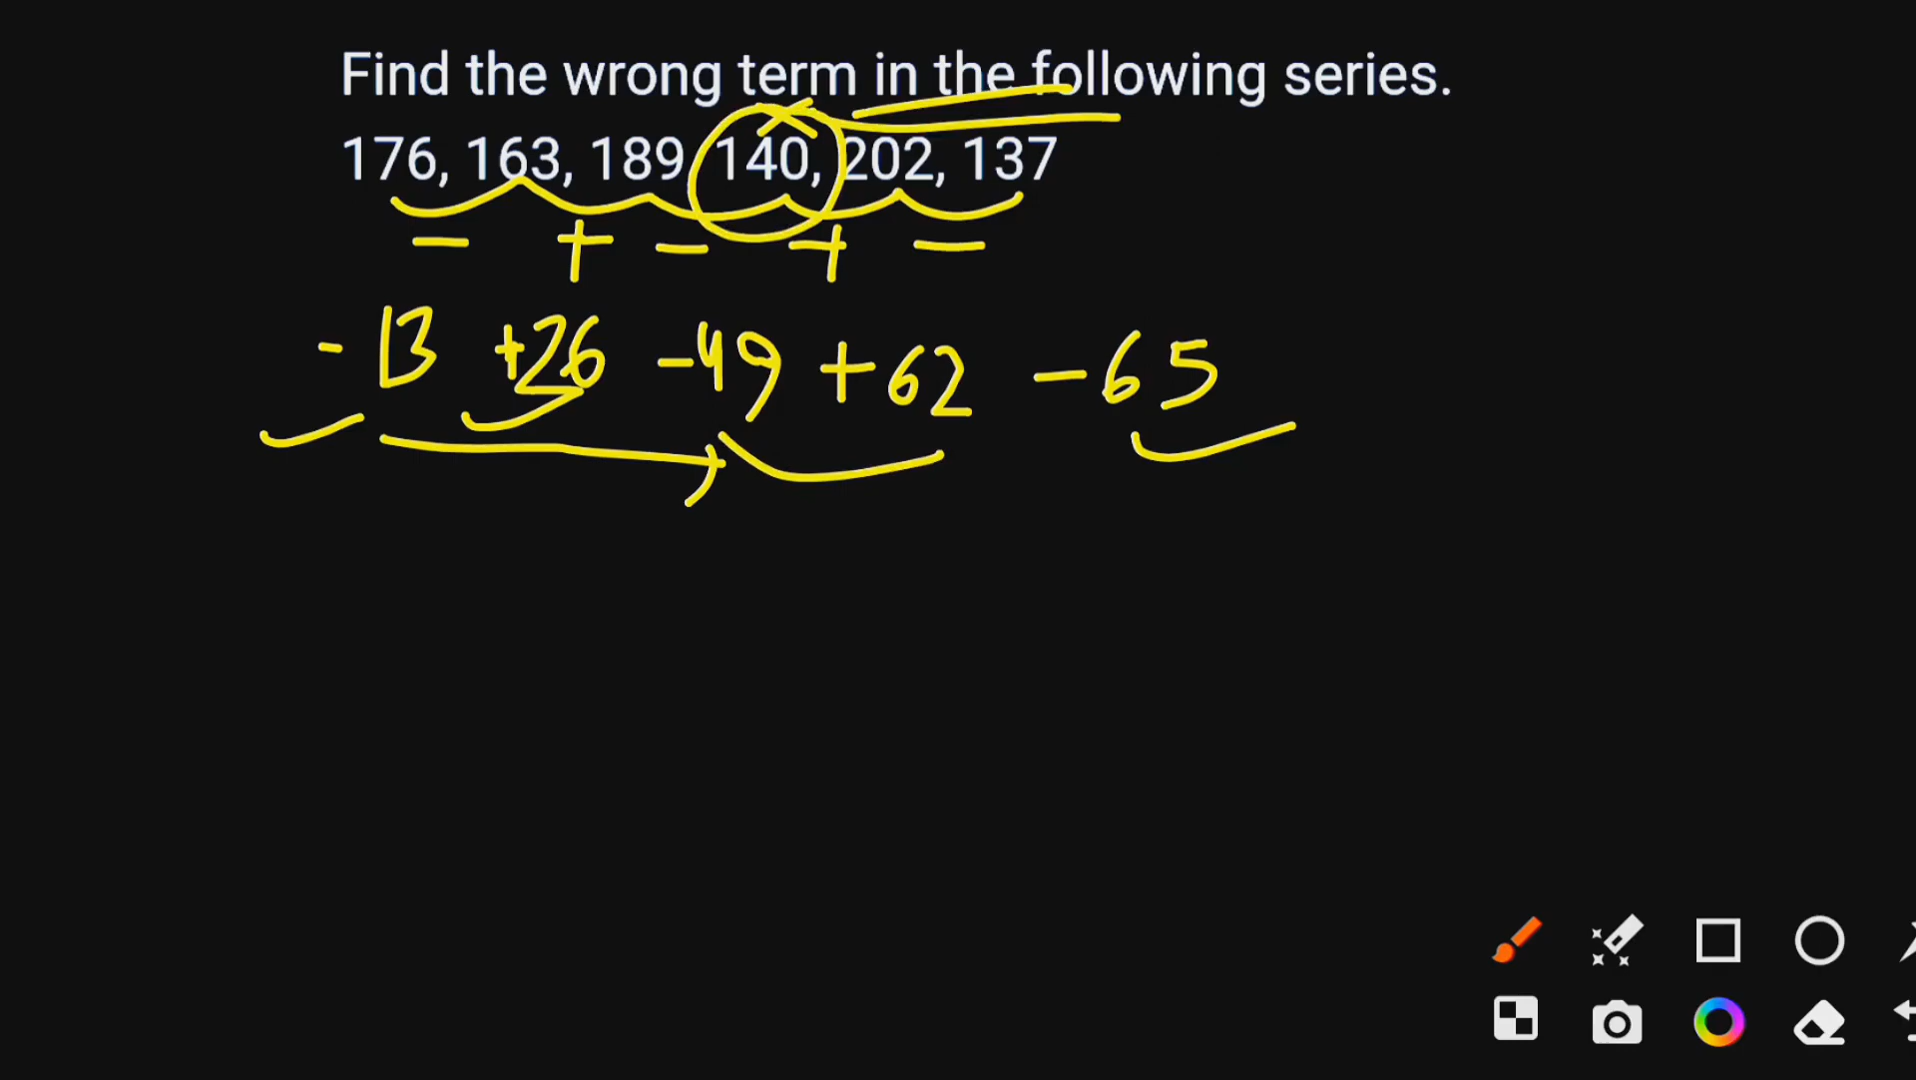 Find the wrong term in the following series.
176, 163, 189 140, 202, 137
− + − + −
-13 +26 -49 +62 -65